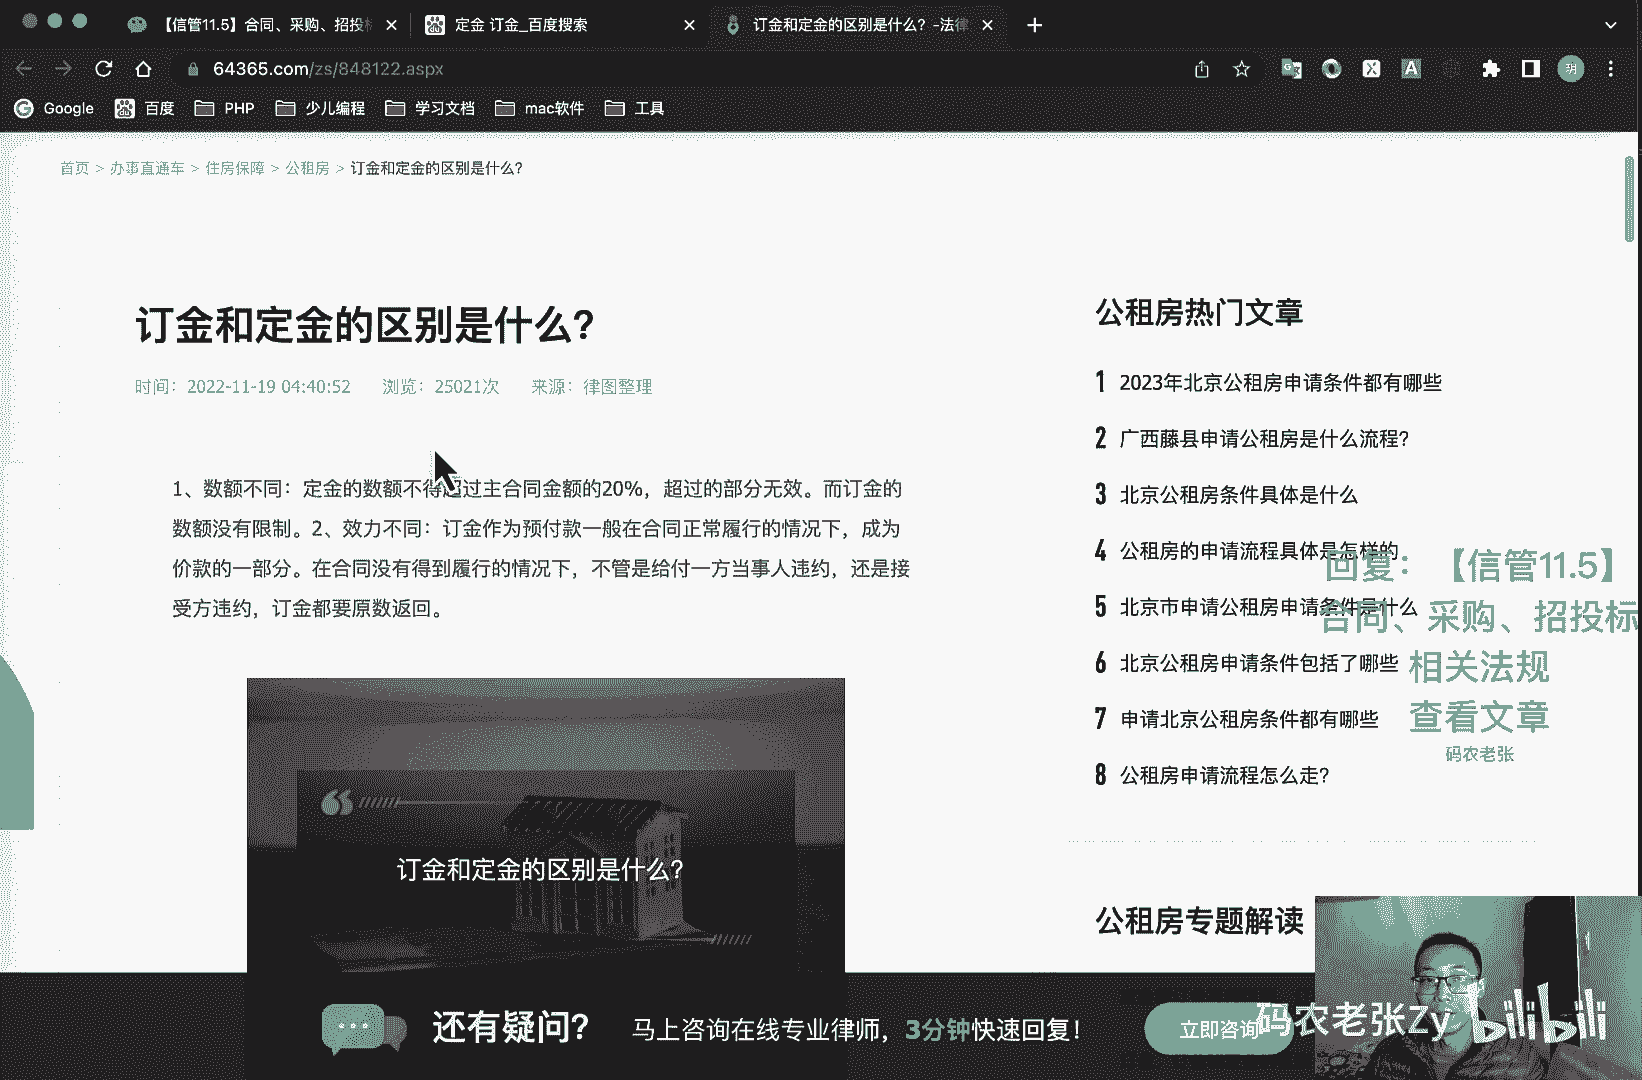 【信管11.5】合同、采购、招投标
定金 订金_百度搜索
订金和定金的区别是什么？-法律
64365.com/zs/848122.aspx
Google
百度
PHP
少儿编程
学习文档
mac软件
工具
首页 > 办事直通车 > 住房保障 > 公租房 > 订金和定金的区别是什么?
订金和定金的区别是什么?
时间：2022-11-19 04:40:52 浏览：25021次 来源：律图整理
1、数额不同：定金的数额不得超过主合同金额的20%，超过的部分无效。而订金的
数额没有限制。2、效力不同：订金作为预付款一般在合同正常履行的情况下，成为
价款的一部分。在合同没有得到履行的情况下，不管是给付一方当事人违约，还是接
受方违约，订金都要原数返回。
订金和定金的区别是什么?
公租房热门文章
1 2023年北京公租房申请条件都有哪些
2 广西藤县申请公租房是什么流程?
3 北京公租房条件具体是什么
4 公租房的申请流程具体是怎样的
5 北京市申请公租房申请条件是什么
6 北京公租房申请条件包括了哪些
7 申请北京公租房条件都有哪些
8 公租房申请流程怎么走?
回复：【信管11.5】
合同、采购、招投标
相关法规
查看文章
码农老张
公租房专题解读
还有疑问?
马上咨询在线专业律师，3分钟快速回复！
立即咨询
码农老张Zy
bilibili